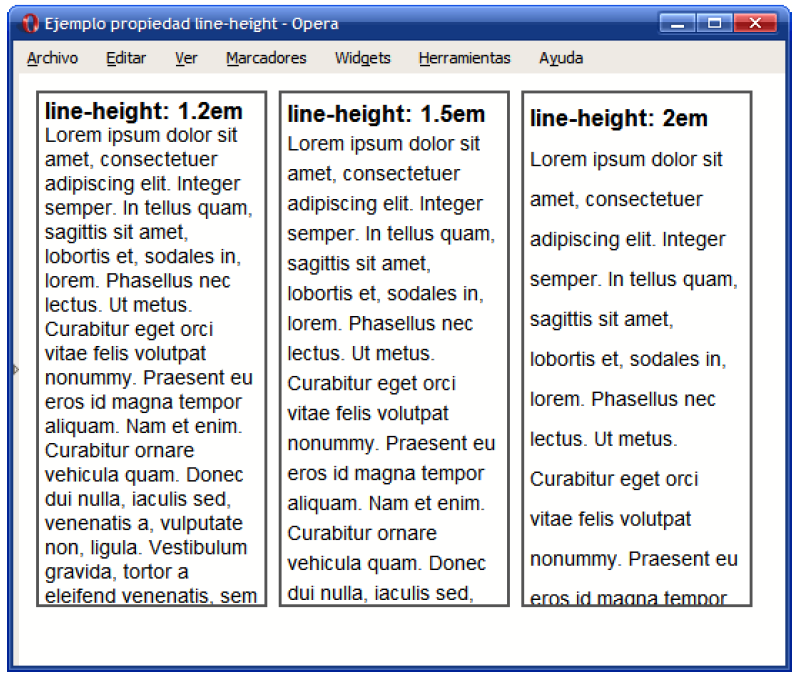 Ejemplo propiedad line-height - Opera
Archivo Editar Ver Marcadores Widgets Herramientas Ayuda
line-height: 1.2em
Lorem ipsum dolor sit
amet, consectetuer
adipiscing elit. Integer
semper. In tellus quam,
sagittis sit amet,
lobortis et, sodales in,
lorem. Phasellus nec
lectus. Ut metus.
Curabitur eget orci
vitae felis volutpat
nonummy. Praesent eu
eros id magna tempor
aliquam. Nam et enim.
Curabitur ornare
vehicula quam. Donec
dui nulla, iaculis sed,
venenatis a, vulputate
non, ligula. Vestibulum
gravida, tortor a
eleifend venenatis, sem
line-height: 1.5em
Lorem ipsum dolor sit
amet, consectetuer
adipiscing elit. Integer
semper. In tellus quam,
sagittis sit amet,
lobortis et, sodales in,
lorem. Phasellus nec
lectus. Ut metus.
Curabitur eget orci
vitae felis volutpat
nonummy. Praesent eu
eros id magna tempor
aliquam. Nam et enim.
Curabitur ornare
vehicula quam. Donec
dui nulla, iaculis sed,
line-height: 2em
Lorem ipsum dolor sit
amet, consectetuer
adipiscing elit. Integer
semper. In tellus quam,
sagittis sit amet,
lobortis et, sodales in,
lorem. Phasellus nec
lectus. Ut metus.
Curabitur eget orci
vitae felis volutpat
nonummy. Praesent eu
eros id magna tempor